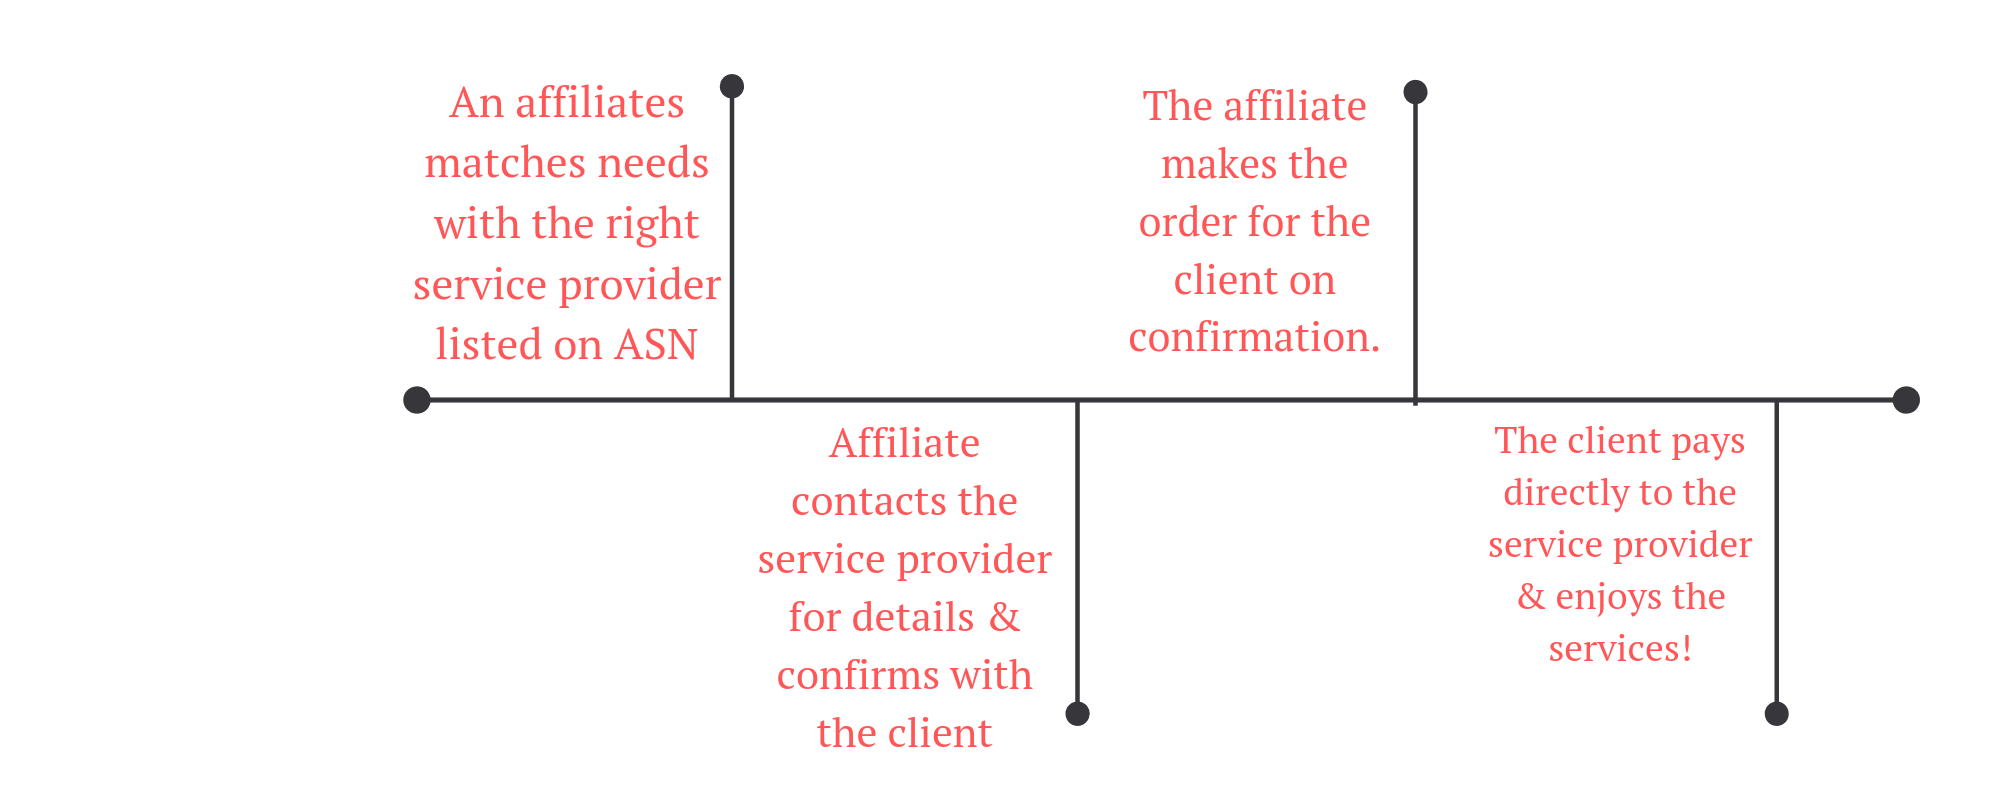 An affiliates
matches needs
with the right
service provider
listed on ASN
Affiliate
contacts the
service provider
for details &
confirms with
the client
The affiliate
makes the
order for the
client on
confirmation.
The client pays
directly to the
service provider
& enjoys the
services!